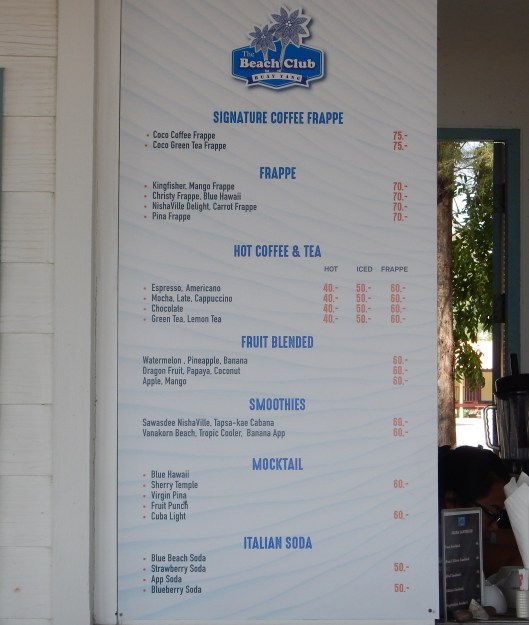 The
Beach Club
BY
HUAY YANG
SIGNATURE COFFEE FRAPPE
Coco Coffee Frappe 75.-
Coco Green Tea Frappe 75.-
FRAPPE
Kingfisher, Mango Frappe 70.-
Christy Frappe, Blue Hawaii 70.-
NishaVille Delight, Carrot Frappe 70.-
Pina Frappe 70.-
HOT COFFEE & TEA
HOT ICED FRAPPE
Espresso, Americano 40.- 50.- 60.-
Mocha, Late, Cappuccino 40.- 50.- 60.-
Chocolate 40.- 50.- 60.-
Green Tea, Lemon Tea 40.- 50.- 60.-
FRUIT BLENDED
Watermelon , Pineapple, Banana 60.-
Dragon Fruit, Papaya, Coconut 60.-
Apple, Mango 60.-
SMOOTHIES
Sawasdee NishaVille, Tapsa-kae Cabana 60.-
Vanakorn Beach, Tropic Cooler, Banana App 60.-
MOCKTAIL
Blue Hawaii
Sherry Temple 60.-
Virgin Pina
Fruit Punch
Cuba Light 60.-
ITALIAN SODA
Blue Beach Soda
Strawberry Soda 50.-
App Soda
Blueberry Soda 50.-